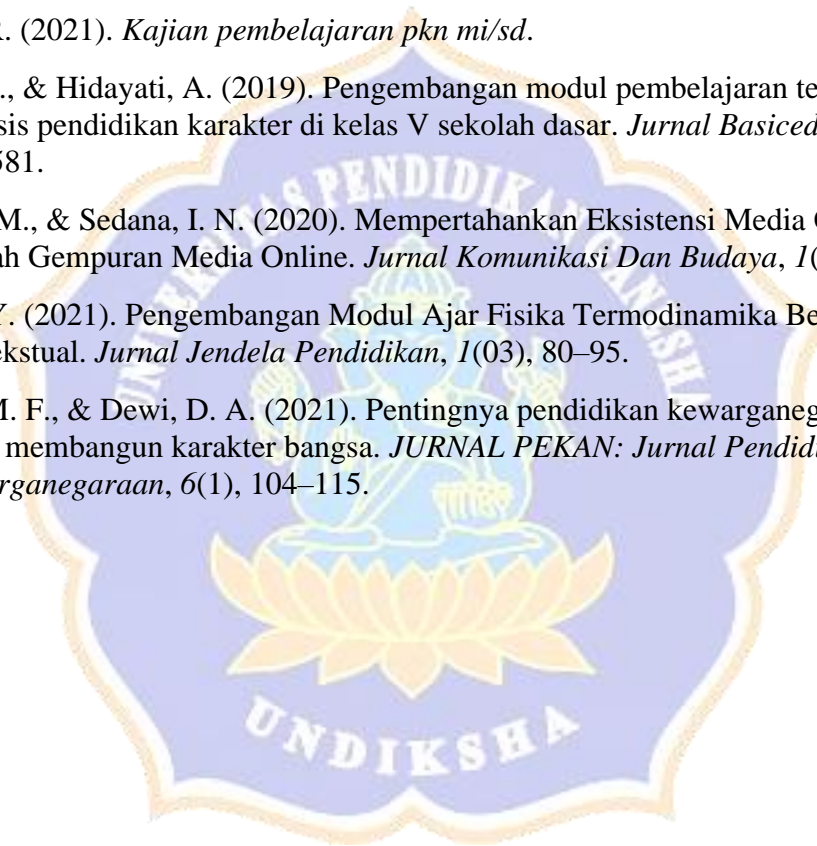 R. (2021). Kajian pembelajaran pkn mi/sd.
., & Hidayati, A. (2019). Pengembangan modul pembelajaran te
sis pendidikan karakter di kelas V sekolah dasar. Jurnal Basiced
581.
M., & Sedana, I. N. (2020). Mempertahankan Eksistensi Media
ah Gempuran Media Online. Jurnal Komunikasi Dan Budaya, 1(
Y. (2021). Pengembangan Modul Ajar Fisika Termodinamika Be
ekstual. Jurnal Jendela Pendidikan, 1(03), 80–95.
M. F., & Dewi, D. A. (2021). Pentingnya pendidikan kewarganeg
membangun karakter bangsa. JURNAL PEKAN: Jurnal Pendidi
rganegaraan, 6(1), 104–115.
UNIVERSITAS PENDIDIKAN GANESHA
UNDIKSHA